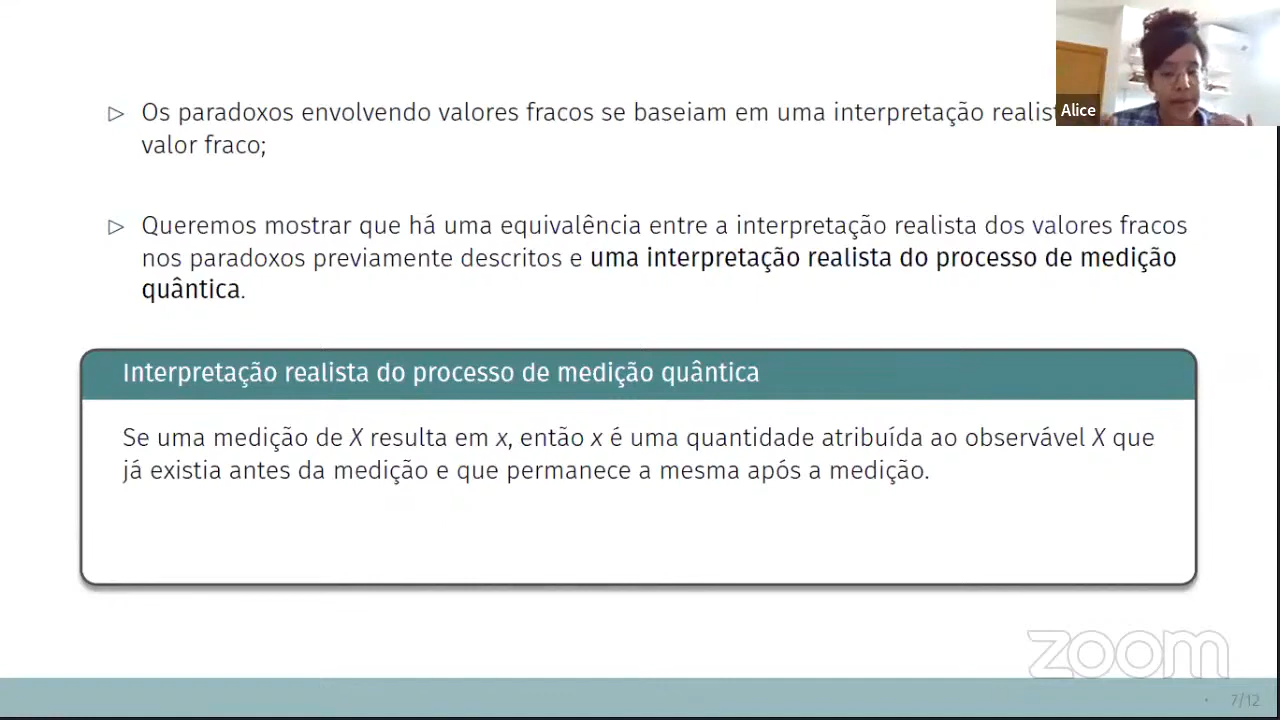 Os paradoxos envolvendo valores fracos se baseiam em uma interpretação
valor fraco;
Alice
Queremos mostrar que há uma equivalência entre a interpretação realista dos valores fracos
nos paradoxos previamente descritos e uma interpretação realista do processo de medição
quântica.
Interpretação realista do processo de medição quântica
Se uma medição de X resulta em x, então x é uma quantidade atribuída ao observável X que
já existia antes da medição e que permanece a mesma após a medição.
zoom
7/12